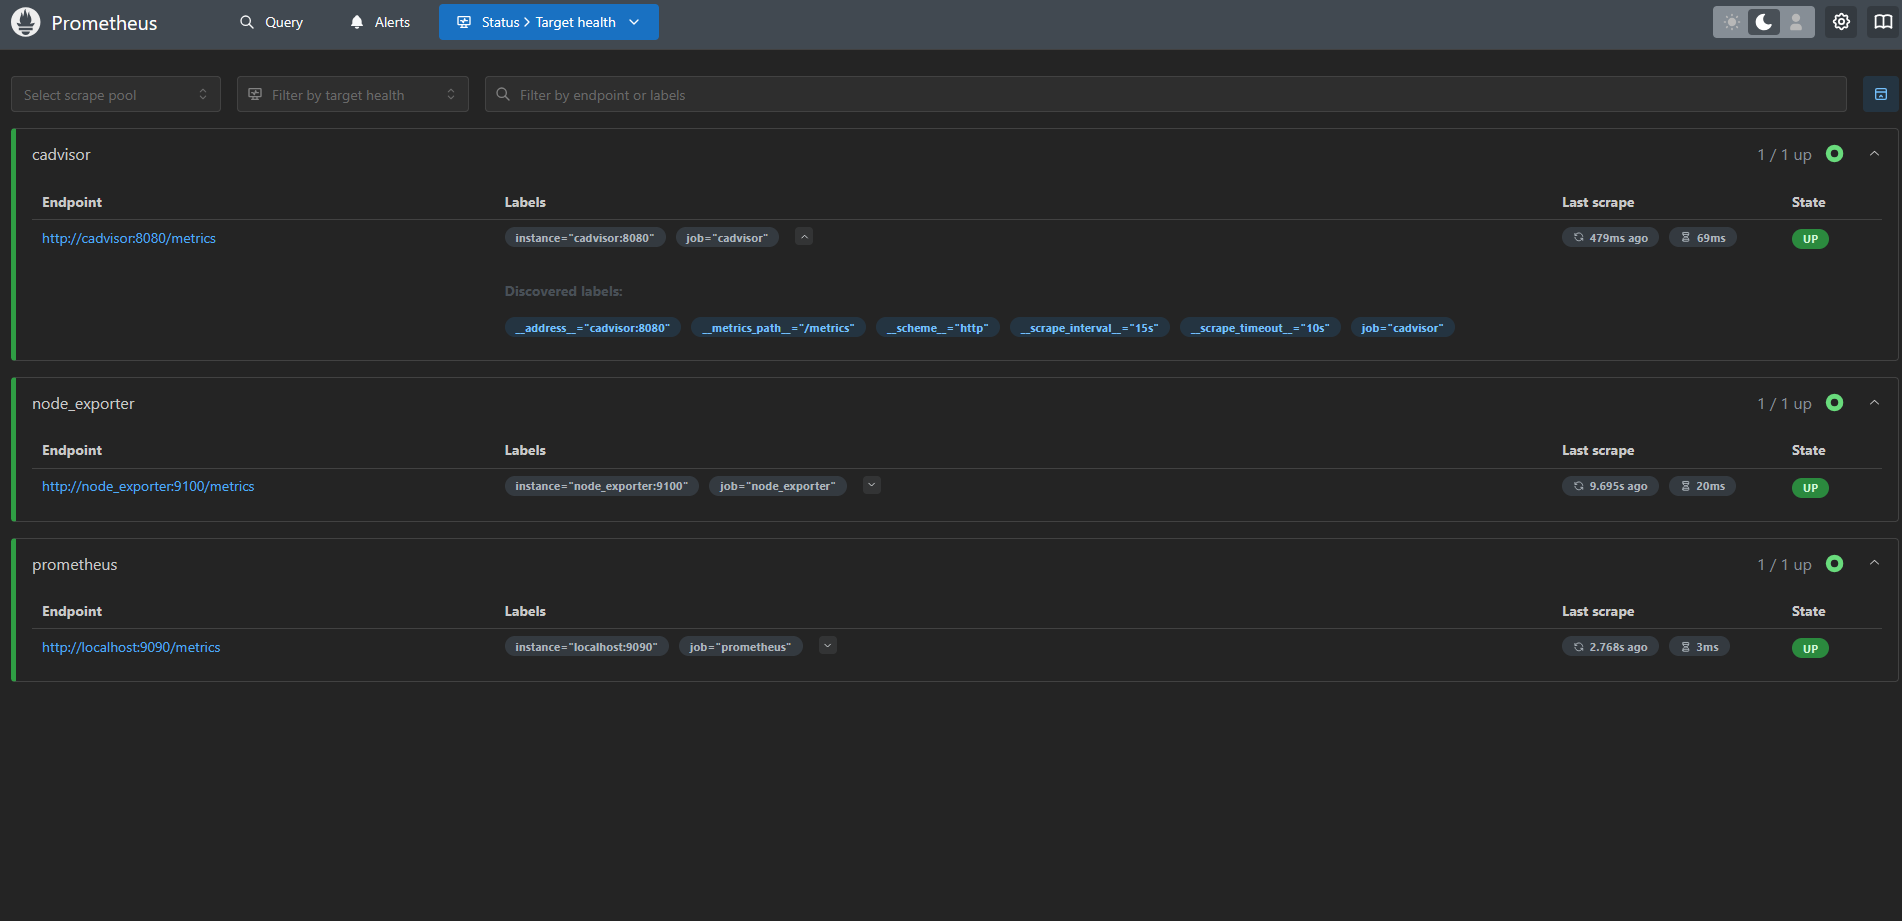 Prometheus Query Alerts Status > Target health
Select scrape pool Filter by target health Filter by endpoint or labels
cadvisor 1 / 1 up
Endpoint Labels Last scrape State
http://cadvisor:8080/metrics instance="cadvisor:8080" job="cadvisor" 479ms ago 69ms UP
Discovered labels:
__address__="cadvisor:8080" __metrics_path__="/metrics" __scheme__="http" __scrape_interval__="15s" __scrape_timeout__="10s" job="cadvisor"
node_exporter 1 / 1 up
Endpoint Labels Last scrape State
http://node_exporter:9100/metrics instance="node_exporter:9100" job="node_exporter" 9.695s ago 20ms UP
prometheus 1 / 1 up
Endpoint Labels Last scrape State
http://localhost:9090/metrics instance="localhost:9090" job="prometheus" 2.768s ago 3ms UP